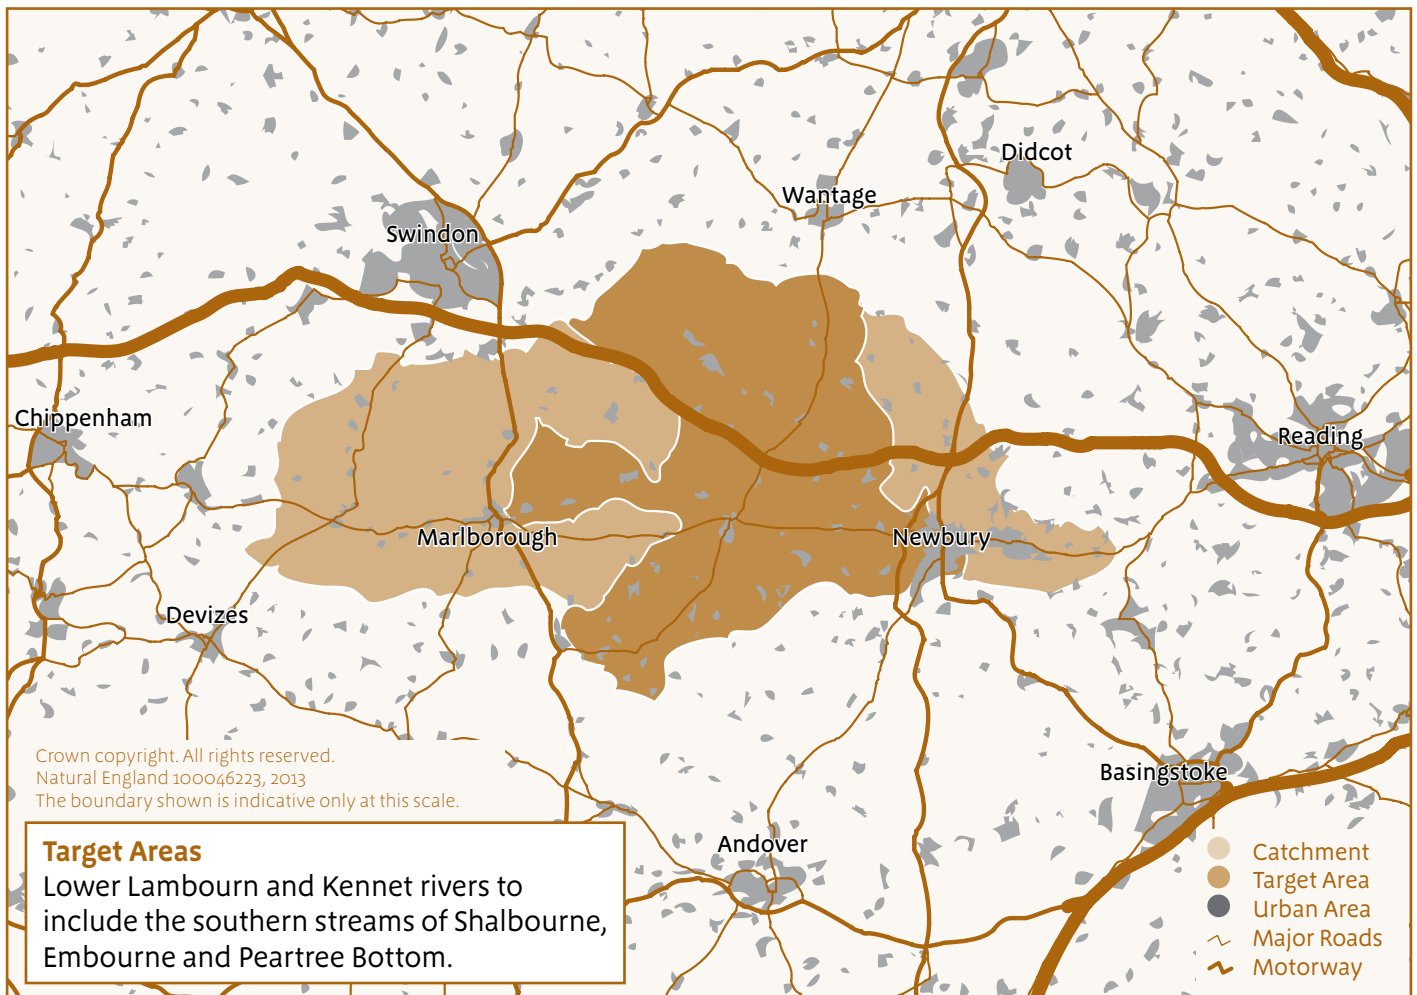 Didcot
Wantage
Swindon
Chippenham
Reading
Marlborough
Newbury
Devizes
Basingstoke
Andover
Crown copyright. All rights reserved.
Natural England 100046223, 2013
The boundary shown is indicative only at this scale.
Target Areas
Lower Lambourn and Kennet rivers to
include the southern streams of Shalbourne,
Embourne and Peartree Bottom.
Catchment
Target Area
Urban Area
Major Roads
Motorway